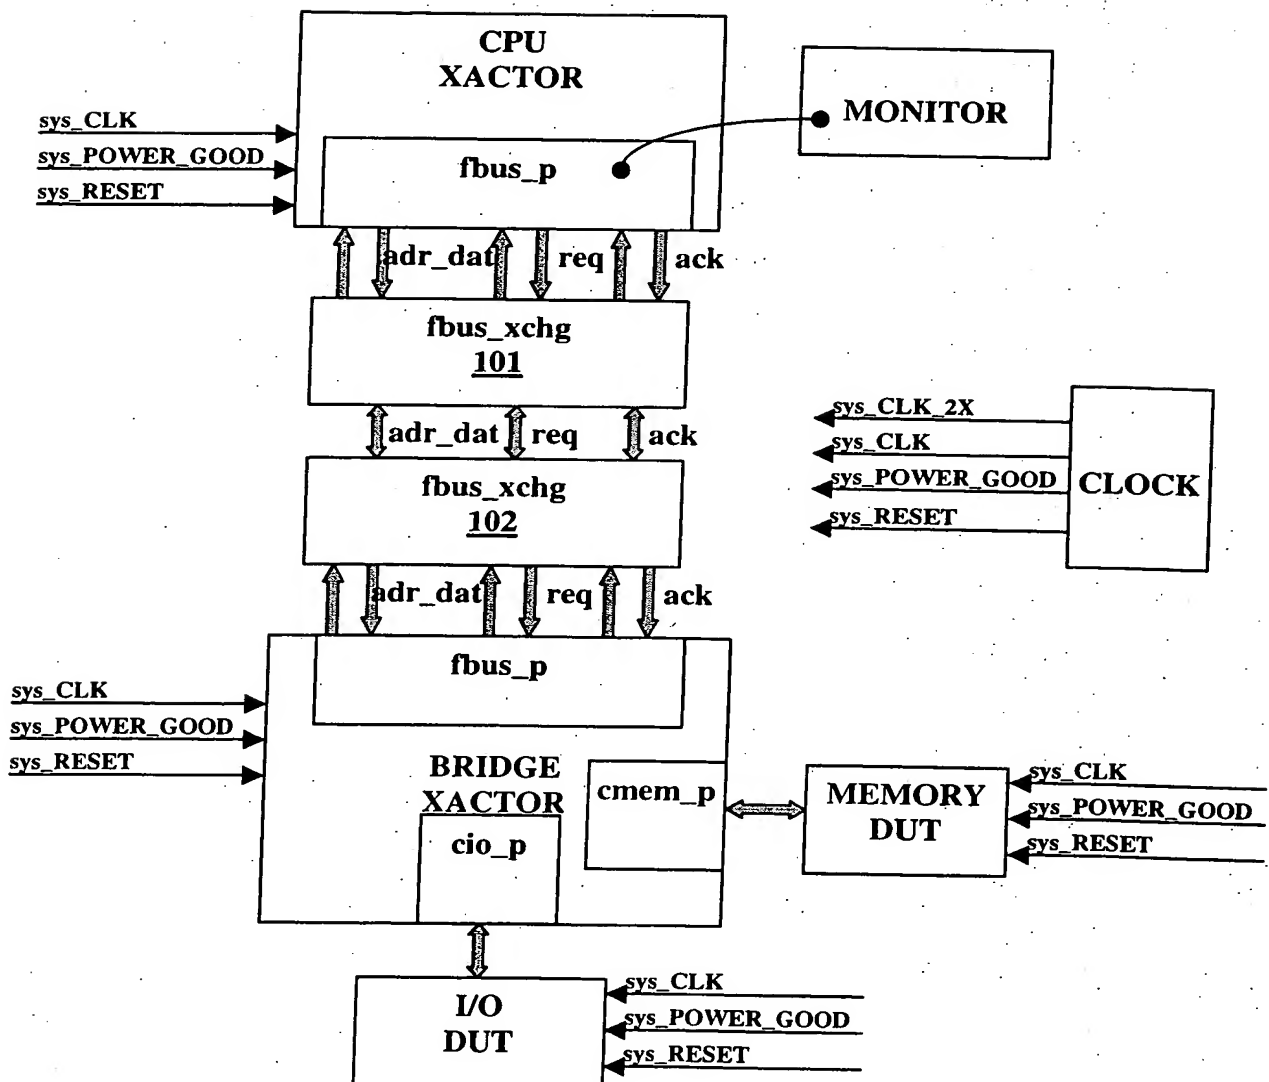 CPU
XACTOR
MONITOR
sys_CLK
sys_POWER_GOOD
sys_RESET
fbus_p
adr_dat
req
ack
fbus_xchg
101
adr_dat
req
ack
sys_CLK_2X
sys_CLK
sys_POWER_GOOD
sys_RESET
CLOCK
fbus_xchg
102
adr_dat
req
ack
fbus_p
sys_CLK
sys_POWER_GOOD
sys_RESET
BRIDGE
XACTOR
cmem_p
cio_p
MEMORY
DUT
sys_CLK
sys_POWER_GOOD
sys_RESET
I/O
DUT
sys_CLK
sys_POWER_GOOD
sys_RESET